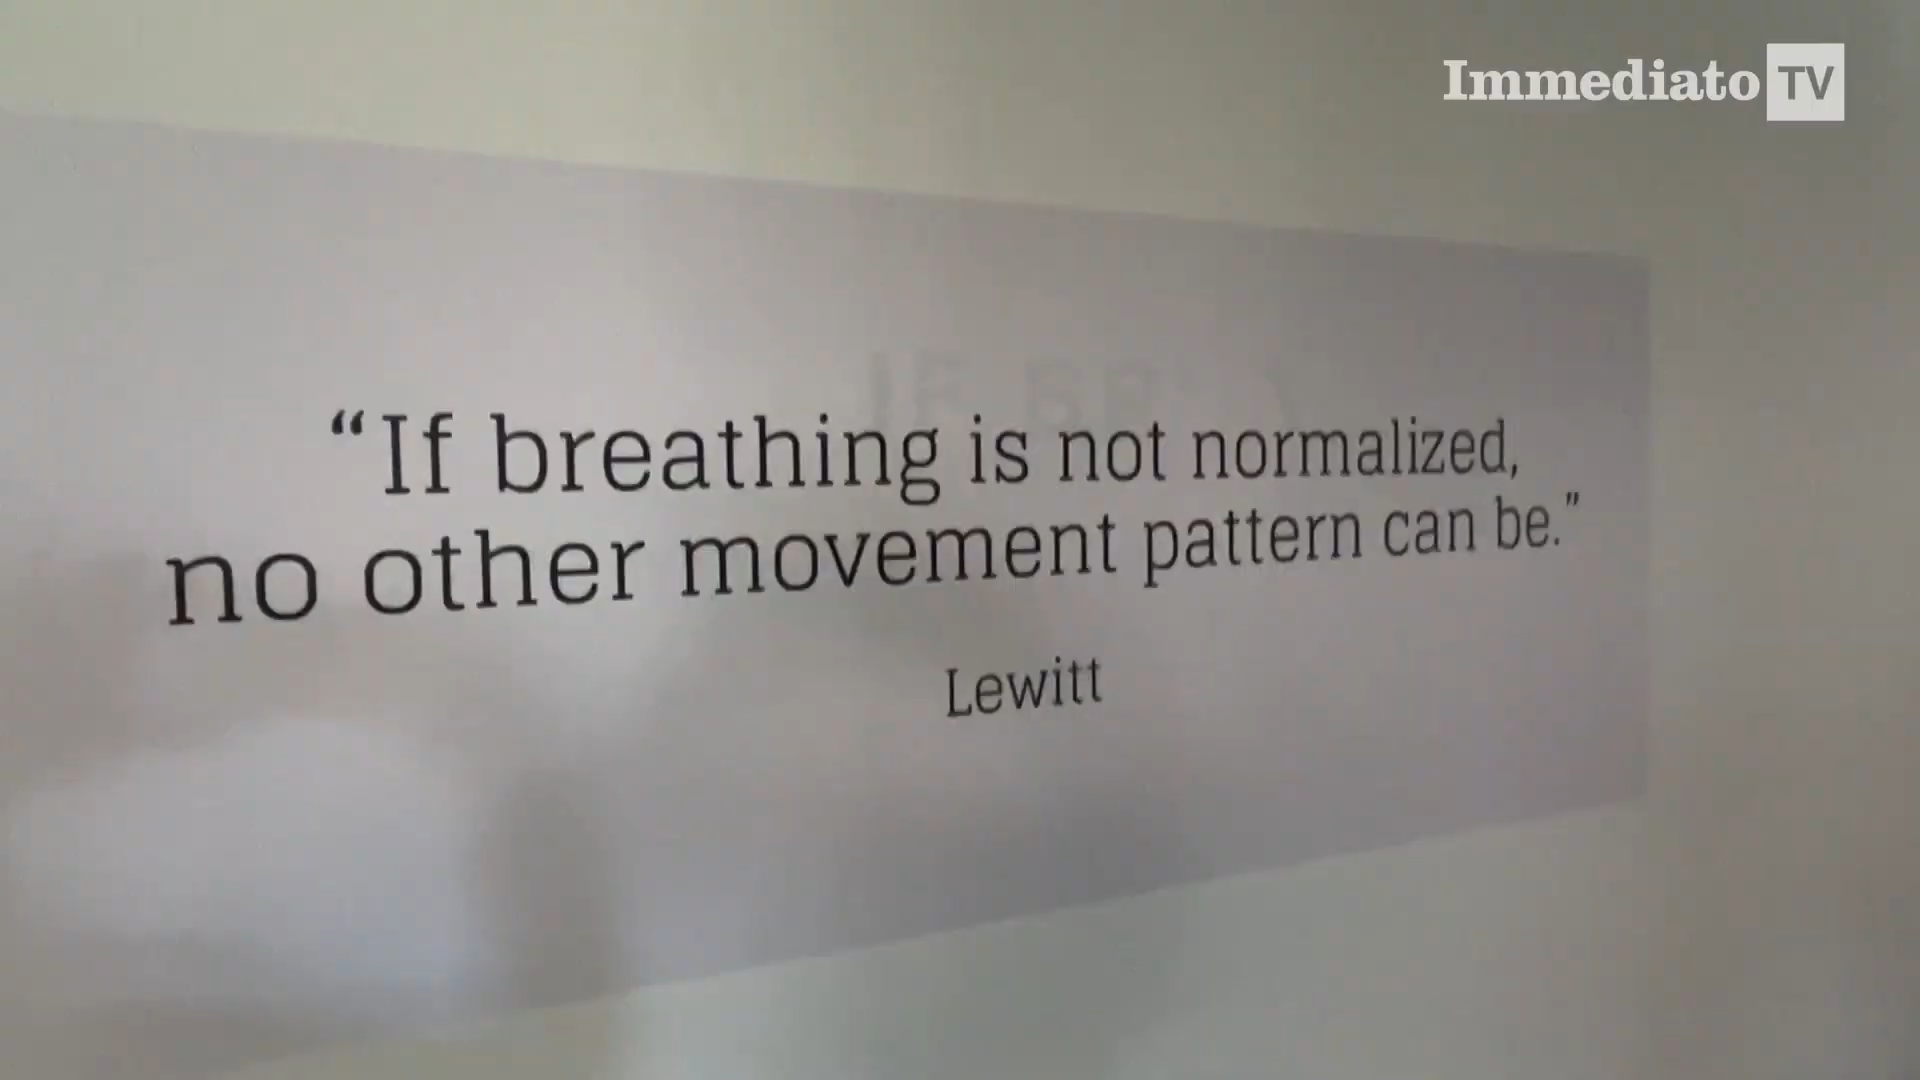 Immediato TV
“If breathing is not normalized,
no other movement pattern can be.”
Lewitt